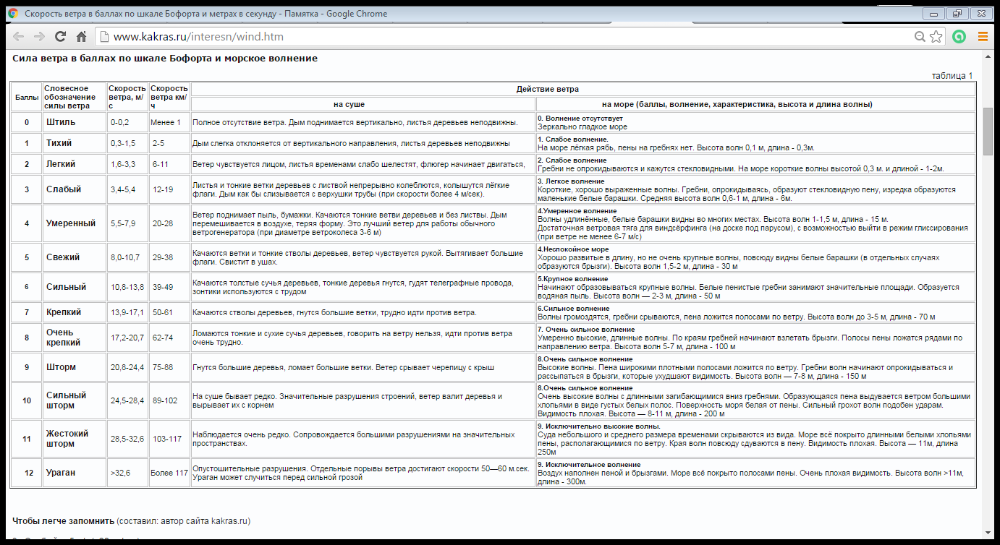 Скорость ветра в баллах по шкале Бофорта и метрах в секунду - Памятка - Google Chrome
www.kakras.ru/interesn/wind.htm
Сила ветра в баллах по шкале Бофорта и морское волнение
таблица 1
Баллы
Словесное
обозначение
силы ветра
Скорость
ветра, м/
с
Скорость
ветра км/
ч
Действие ветра
на суше
на море (баллы, волнение, характеристика, высота и длина волны)
0
Штиль
0-0,2
Менее 1
Полное отсутствие ветра. Дым поднимается вертикально, листья деревьев неподвижны.
0. Волнение отсутствует
Зеркально гладкое море
1
Тихий
0,3-1,5
2-5
Дым слегка отклоняется от вертикального направления, листья деревьев неподвижны
1. Слабое волнение.
На море лёгкая рябь, пены на гребнях нет. Высота волн 0,1 м, длина - 0,3м.
2
Легкий
1,6-3,3
6-11
Ветер чувствуется лицом, листья временами слабо шелестят, флюгер начинает двигаться,
2. Слабое волнение
Гребни не опрокидываются и кажутся стекловидными. На море короткие волны высотой 0,3 м. и длиной - 1-2м.
3
Слабый
3,4-5,4
12-19
Листья и тонкие ветки деревьев с листвой непрерывно колеблются, колышутся лёгкие
флаги. Дым как бы слизывается с верхушки трубы (при скорости более 4 м/сек).
3. Легкое волнение
Короткие, хорошо выраженные волны. Гребни, опрокидываясь, образуют стекловидную пену, изредка образуются
маленькие белые барашки. Средняя высота волн 0,6-1 м, длина - 6м.
4
Умеренный
5,5-7,9
20-28
Ветер поднимает пыль, бумажки. Качаются тонкие ветви деревьев и без листвы. Дым
перемешивается в воздухе, теряя форму. Это лучший ветер для работы обычного
ветрогенератора (при диаметре ветроколеса 3-6 м)
4.Умеренное волнение
Волны удлинённые, белые барашки видны во многих местах. Высота волн 1-1,5 м, длина - 15 м.
Достаточная ветровая тяга для виндсёрфинга (на доске под парусом), с возможностью выйти в режим глиссирования
(при ветре не менее 6-7 м/с)
5
Свежий
8,0-10,7
29-38
Качаются ветки и тонкие стволы деревьев, ветер чувствуется рукой. Вытягивает большие
флаги. Свистит в ушах.
4.Неспокойное море
Хорошо развитые в длину, но не очень крупные волны, повсюду видны белые барашки (в отдельных случаях
образуются брызги). Высота волн 1,5-2 м, длина - 30 м
6
Сильный
10,8-13,8
39-49
Качаются толстые сучья деревьев, тонкие деревья гнутся, гудят телеграфные провода,
зонтики используются с трудом
5.Крупное волнение
Начинают образовываться крупные волны. Белые пенистые гребни занимают значительные площади. Образуется
водяная пыль. Высота волн — 2-3 м, длина - 50 м
7
Крепкий
13,9-17,1
50-61
Качаются стволы деревьев, гнутся большие ветки, трудно идти против ветра.
6.Сильное волнение
Волны громоздятся, гребни срываются, пена ложится полосами по ветру. Высота волн до 3-5 м, длина - 70 м
8
Очень
крепкий
17,2-20,7
62-74
Ломаются тонкие и сухие сучья деревьев, говорить на ветру нельзя, идти против ветра
очень трудно.
7. Очень сильное волнение
Умеренно высокие, длинные волны. По краям гребней начинают взлетать брызги. Полосы пены ложатся рядами по
направлению ветра. Высота волн 5-7 м, длина - 100 м
9
Шторм
20,8-24,4
75-88
Гнутся большие деревья, ломает большие ветки. Ветер срывает черепицу с крыш
8.Очень сильное волнение
Высокие волны. Пена широкими плотными полосами ложится по ветру. Гребни волн начинают опрокидываться и
рассыпаться в брызги, которые ухудшают видимость. Высота волн — 7-8 м, длина - 150 м
10
Сильный
шторм
24,5-28,4
89-102
На суше бывает редко. Значительные разрушения строений, ветер валит деревья и
вырывает их с корнем
8.Очень сильное волнение
Очень высокие волны с длинными загибающимися вниз гребнями. Образующаяся пена выдувается ветром большими
хлопьями в виде густых белых полос. Поверхность моря белая от пены. Сильный грохот волн подобен ударам.
Видимость плохая. Высота — 8-11 м, длина - 200 м
11
Жестокий
шторм
28,5-32,6
103-117
Наблюдается очень редко. Сопровождается большими разрушениями на значительных
пространствах.
9. Исключительно высокие волны.
Суда небольшого и среднего размера временами скрываются из вида. Море всё покрыто длинными белыми хлопьями
пены, располагающимися по ветру. Края волн повсюду сдуваются в пену. Видимость плохая. Высота — 11м, длина
250м
12
Ураган
>32,6
Более 117
Опустошительные разрушения. Отдельные порывы ветра достигают скорости 50—60 м.сек.
Ураган может случиться перед сильной грозой
9. Исключительное волнение
Воздух наполнен пеной и брызгами. Море всё покрыто полосами пены. Очень плохая видимость. Высота волн >11м,
длина - 300м.
Чтобы легче запомнить (составил: автор сайта kakras.ru)